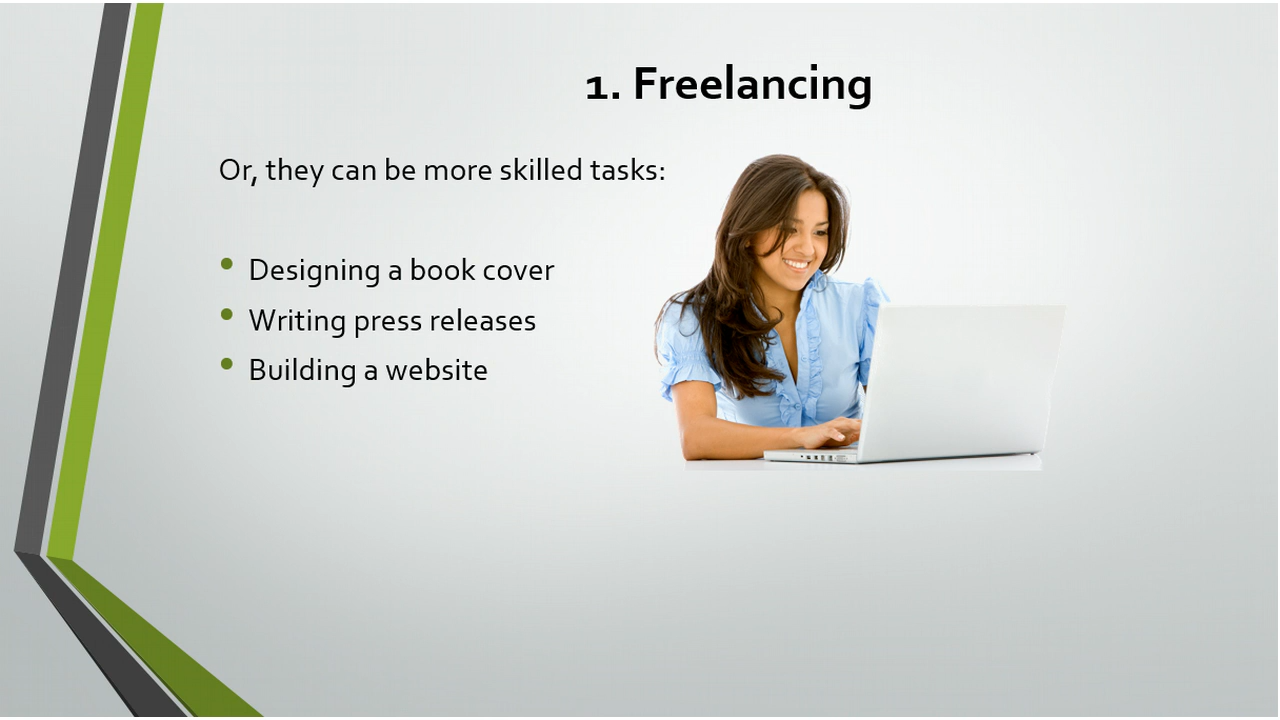 1. Freelancing
Or, they can be more skilled tasks:
• Designing a book cover
• Writing press releases
• Building a website